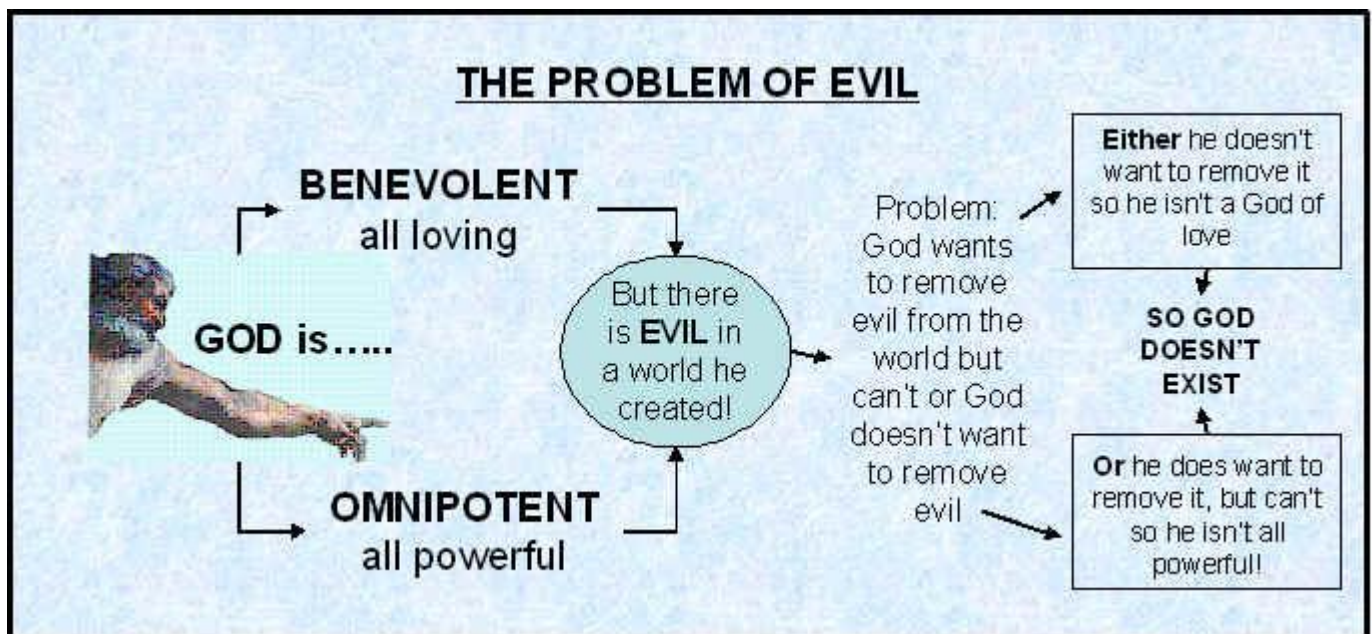 THE PROBLEM OF EVIL
BENEVOLENT
all loving
GOD is.....
OMNIPOTENT
all powerful
But there
is EVIL in
a world he
created!
Problem:
God wants
to remove
evil from the
world but
can't or God
doesn't want
to remove
evil
Either he doesn't
want to remove it
so he isn't a God of
love
SO GOD
DOESN'T
EXIST
Or he does want to
remove it, but can't
so he isn't all
powerful!